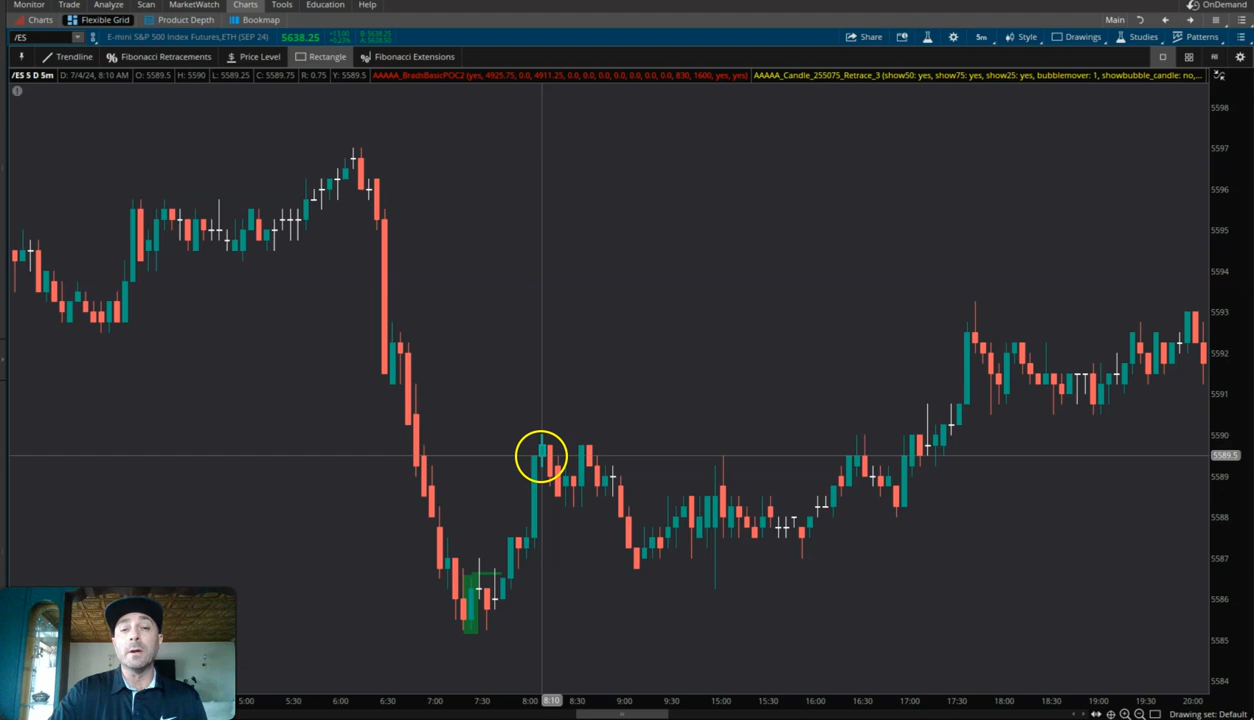 Monitor Trade Analyze Scan MarketWatch Charts Tools Education Help OnDemand
Charts Flexible Grid Product Depth Bookmap Main
/ES E-mini S&P 500 Index Futures,ETH (SEP 24) 5638.25 +13.00 +0.23% B: 5638.25 A: 5638.50 Share 5m Style Drawings Studies Patterns
Trendline % Fibonacci Retracements $ Price Level Rectangle % Fibonacci Extensions
/ES 5 D 5m D: 7/4/24, 8:10 AM O: 5589.5 H: 5590 L: 5589.25 C: 5589.75 R: 0.75 Y: 5589.5 AAAAA_BradsBasicPOC2 (yes, 4925.75, 4911.25, 0.0, 0.0, 0.0, 0.0, 0.0, 0.0, 830, 1600, yes, yes) AAAAA_Candle_255075_Retrace_3 (show50: yes, show75: yes, show25: yes, bubblemover: 1, showbubble_candle: no,...
5598
5597
5596
5595
5594
5593
5592
5591
5590
5589.5
5589
5588
5587
5586
5585
5584
5:00 5:30 6:00 6:30 7:00 7:30 8:00 8:10 8:30 9:00 9:30 15:00 15:30 16:00 16:30 17:00 17:30 18:00 18:30 19:00 19:30 20:00
Drawing set: Default